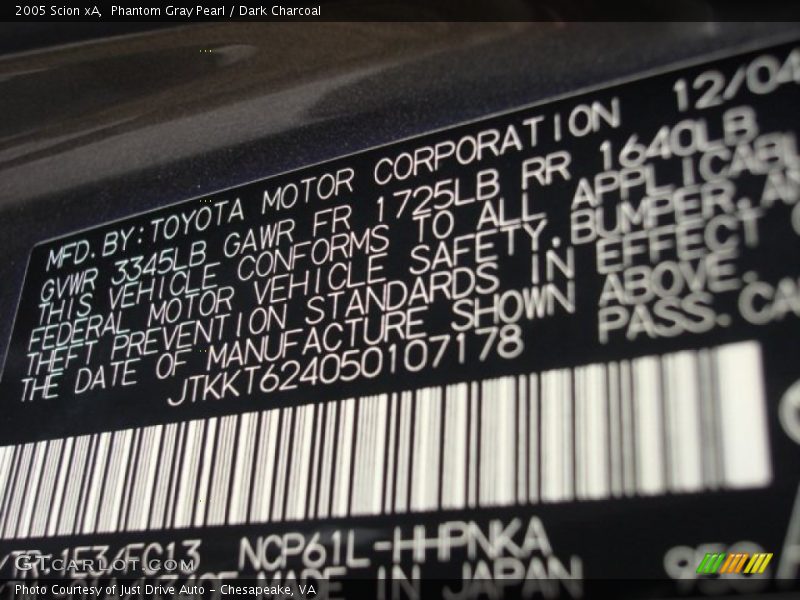 2005 Scion xA, Phantom Gray Pearl / Dark Charcoal
12/04
MFD. BY: TOYOTA MOTOR CORPORATION
GVWR 3345LB GAWR FR 1725LB RR 1640LB
THIS VEHICLE CONFORMS TO ALL APPLICABL
FEDERAL MOTOR VEHICLE SAFETY, BUMPER, AN
THEFT PREVENTION STANDARDS IN EFFECT
THE DATE OF MANUFACTURE SHOWN ABOVE.
JTKKT624050107178 PASS. CA
1E3/FC13 NCP61L-HHPNKA
MADE IN JAPAN
GTCARLOT.COM
Photo Courtesy of Just Drive Auto - Chesapeake, VA